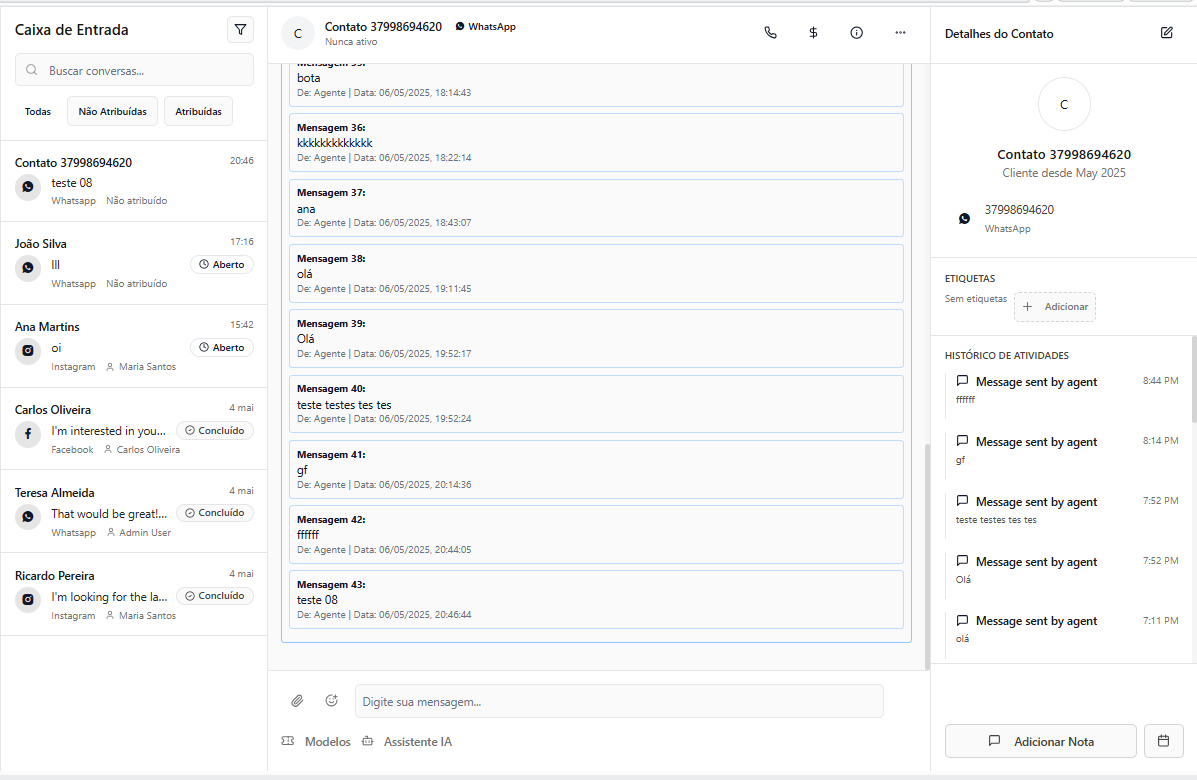 Caixa de Entrada
Buscar conversas...
Todas
Não Atribuídas
Atribuídas
Contato 37998694620
20:46
teste 08
Whatsapp
Não atribuído
João Silva
17:16
lll
Aberto
Whatsapp
Não atribuído
Ana Martins
15:42
oi
Aberto
Instagram
Maria Santos
Carlos Oliveira
4 mai
I'm interested in you...
Concluído
Facebook
Carlos Oliveira
Teresa Almeida
4 mai
That would be great!...
Concluído
Whatsapp
Admin User
Ricardo Pereira
4 mai
I'm looking for the la...
Concluído
Instagram
Maria Santos
C
Contato 37998694620
WhatsApp
Nunca ativo
Mensagem 35:
bota
De: Agente | Data: 06/05/2025, 18:14:43
Mensagem 36:
kkkkkkkkkkkkk
De: Agente | Data: 06/05/2025, 18:22:14
Mensagem 37:
ana
De: Agente | Data: 06/05/2025, 18:43:07
Mensagem 38:
olá
De: Agente | Data: 06/05/2025, 19:11:45
Mensagem 39:
Olá
De: Agente | Data: 06/05/2025, 19:52:17
Mensagem 40:
teste testes tes tes
De: Agente | Data: 06/05/2025, 19:52:24
Mensagem 41:
gf
De: Agente | Data: 06/05/2025, 20:14:36
Mensagem 42:
ffffff
De: Agente | Data: 06/05/2025, 20:44:05
Mensagem 43:
teste 08
De: Agente | Data: 06/05/2025, 20:46:44
Digite sua mensagem...
Modelos
Assistente IA
Detalhes do Contato
C
Contato 37998694620
Cliente desde May 2025
37998694620
WhatsApp
ETIQUETAS
Sem etiquetas
Adicionar
HISTÓRICO DE ATIVIDADES
Message sent by agent
8:44 PM
ffffff
Message sent by agent
8:14 PM
gf
Message sent by agent
7:52 PM
teste testes tes tes
Message sent by agent
7:52 PM
Olá
Message sent by agent
7:11 PM
olá
Adicionar Nota